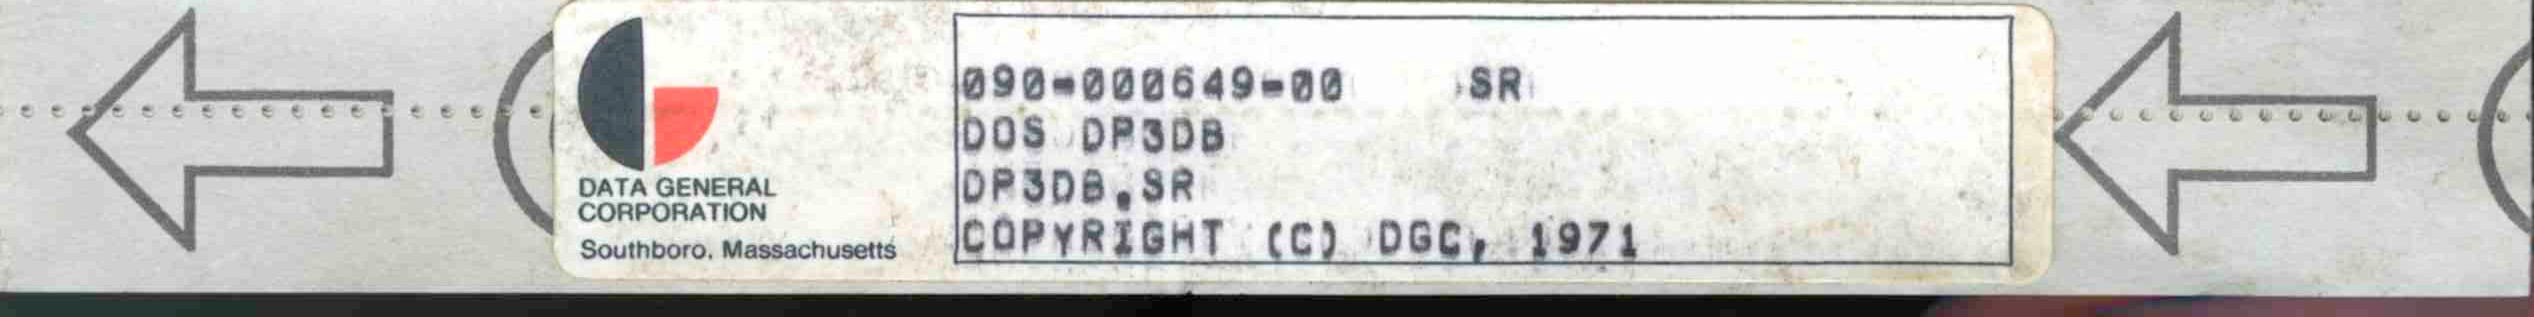 DATA GENERAL
CORPORATION
Southboro, Massachusetts
090-000649-00 SR
DOS DP3DB
DP3DB.SR
COPYRIGHT (C) DGC, 1971